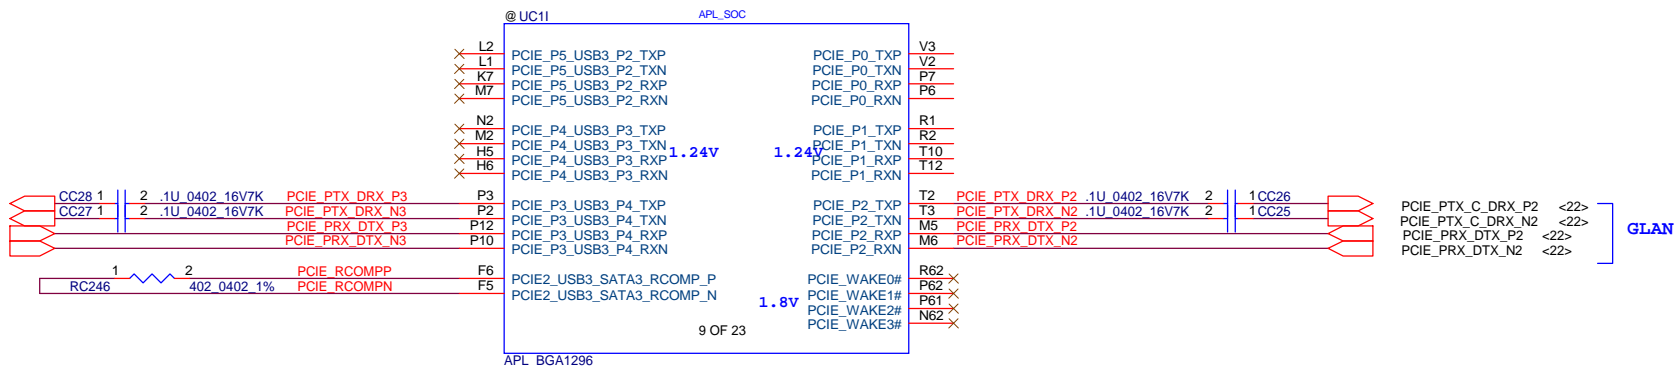 @ UC1I APL_SOC
L2 PCIE_P5_USB3_P2_TXP PCIE_P0_TXP V3
L1 PCIE_P5_USB3_P2_TXN PCIE_P0_TXN V2
K7 PCIE_P5_USB3_P2_RXP PCIE_P0_RXP P7
M7 PCIE_P5_USB3_P2_RXN PCIE_P0_RXN P6
N2 PCIE_P4_USB3_P3_TXP PCIE_P1_TXP R1
M2 PCIE_P4_USB3_P3_TXN PCIE_P1_TXN R2
1.24V 1.24V
H5 PCIE_P4_USB3_P3_RXP PCIE_P1_RXP T10
H6 PCIE_P4_USB3_P3_RXN PCIE_P1_RXN T12
CC28 1 2 .1U_0402_16V7K PCIE_PTX_DRX_P3 P3 PCIE_P3_USB3_P4_TXP PCIE_P2_TXP T2 PCIE_PTX_DRX_P2 .1U_0402_16V7K 2 1 CC26 PCIE_PTX_C_DRX_P2 <22>
CC27 1 2 .1U_0402_16V7K PCIE_PTX_DRX_N3 P2 PCIE_P3_USB3_P4_TXN PCIE_P2_TXN T3 PCIE_PTX_DRX_N2 .1U_0402_16V7K 2 1 CC25 PCIE_PTX_C_DRX_N2 <22>
PCIE_PRX_DTX_P3 P12 PCIE_P3_USB3_P4_RXP PCIE_P2_RXP M5 PCIE_PRX_DTX_P2 PCIE_PRX_DTX_P2 <22>
PCIE_PRX_DTX_N3 P10 PCIE_P3_USB3_P4_RXN PCIE_P2_RXN M6 PCIE_PRX_DTX_N2 PCIE_PRX_DTX_N2 <22>
GLAN
1 2 PCIE_RCOMPP F6 PCIE2_USB3_SATA3_RCOMP_P PCIE_WAKE0# R62
RC246 402_0402_1% PCIE_RCOMPN F5 PCIE2_USB3_SATA3_RCOMP_N PCIE_WAKE1# P62
1.8V
PCIE_WAKE2# P61
PCIE_WAKE3# N62
9 OF 23
APL_BGA1296